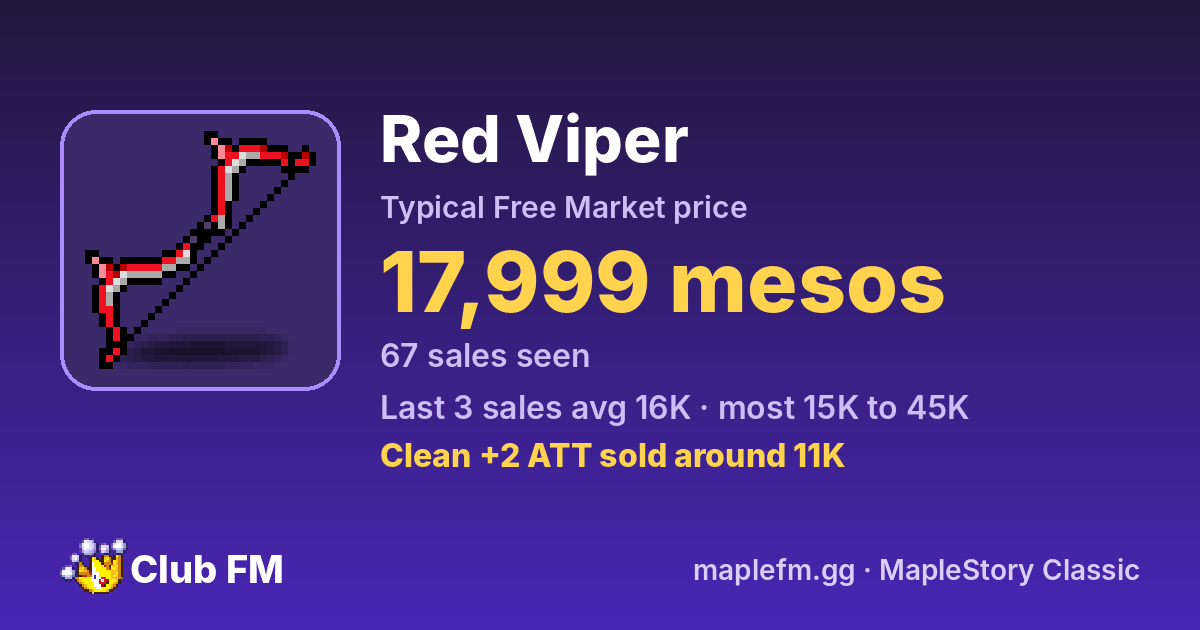 Red Viper
Typical Free Market price
17,999 mesos
67 sales seen
Last 3 sales avg 16K · most 15K to 45K
Clean +2 ATT sold around 11K
Club FM
maplefm.gg · MapleStory Classic